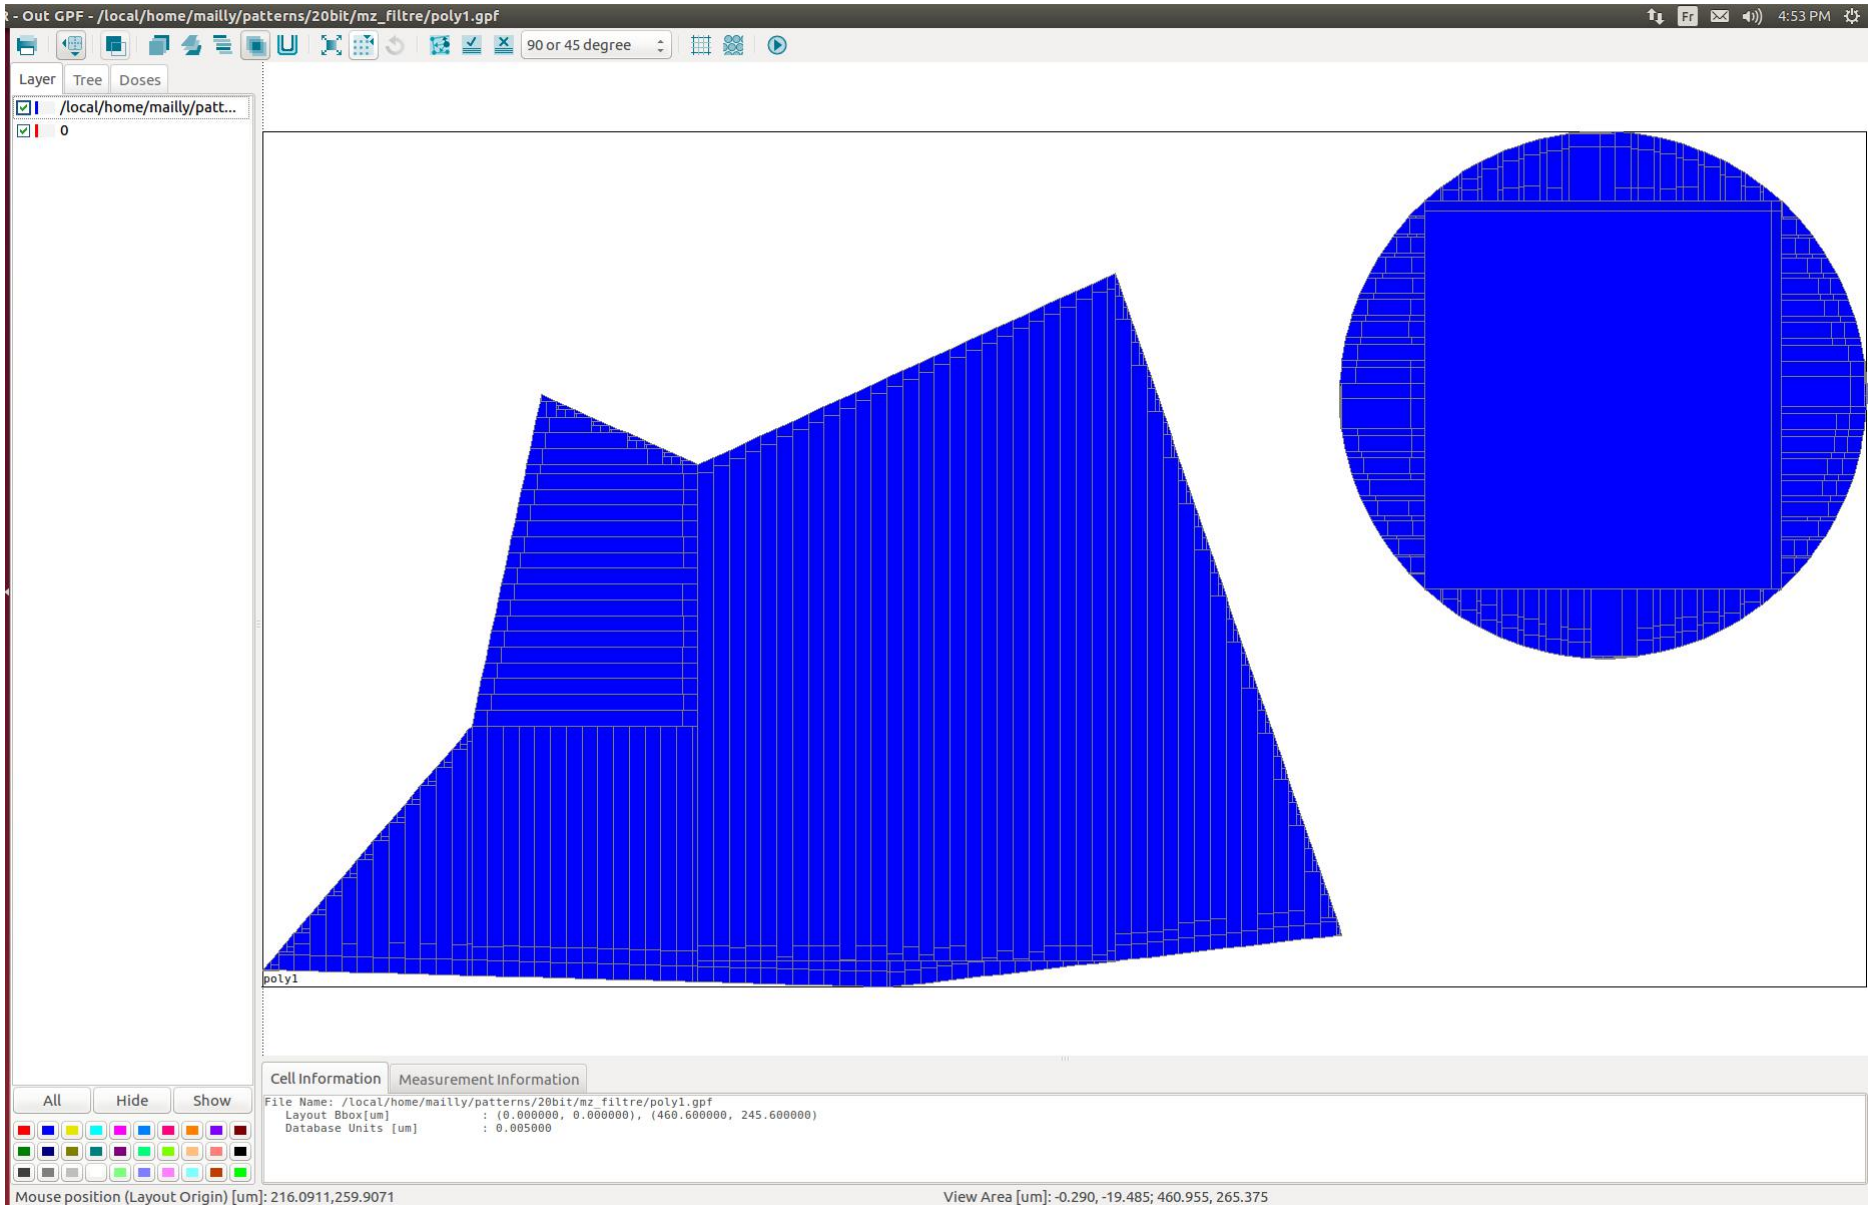 R - Out GPF - /local/home/mailly/patterns/20bit/mz_filtre/poly1.gpf
Fr
4:53 PM
90 or 45 degree
Layer
Tree
Doses
/local/home/mailly/patt...
0
poly1
All
Hide
Show
Cell Information
Measurement Information
File Name: /local/home/mailly/patterns/20bit/mz_filtre/poly1.gpf
Layout Bbox[um] : (0.000000, 0.000000), (460.600000, 245.600000)
Database Units [um] : 0.005000
Mouse position (Layout Origin) [um]: 216.0911,259.9071
View Area [um]: -0.290, -19.485; 460.955, 265.375